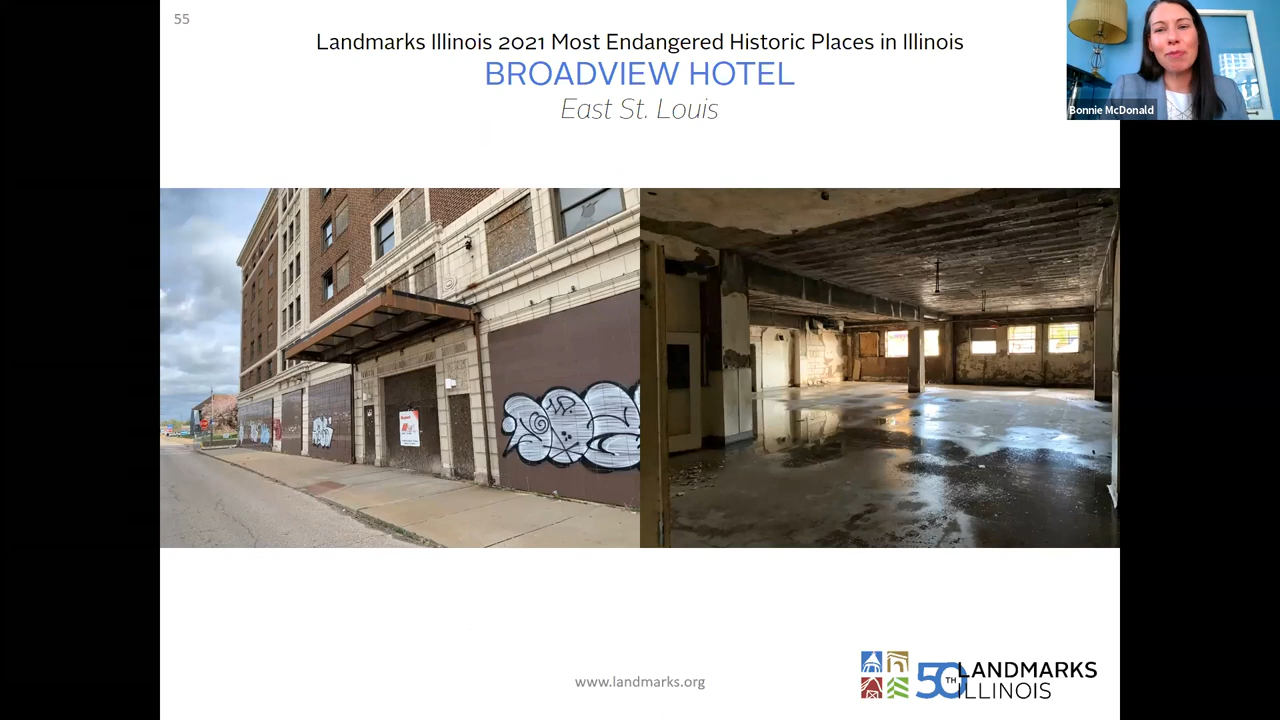 55
Landmarks Illinois 2021 Most Endangered Historic Places in Illinois
BROADVIEW HOTEL
East St. Louis
Bonnie McDonald
www.landmarks.org
50TH LANDMARKS
ILLINOIS